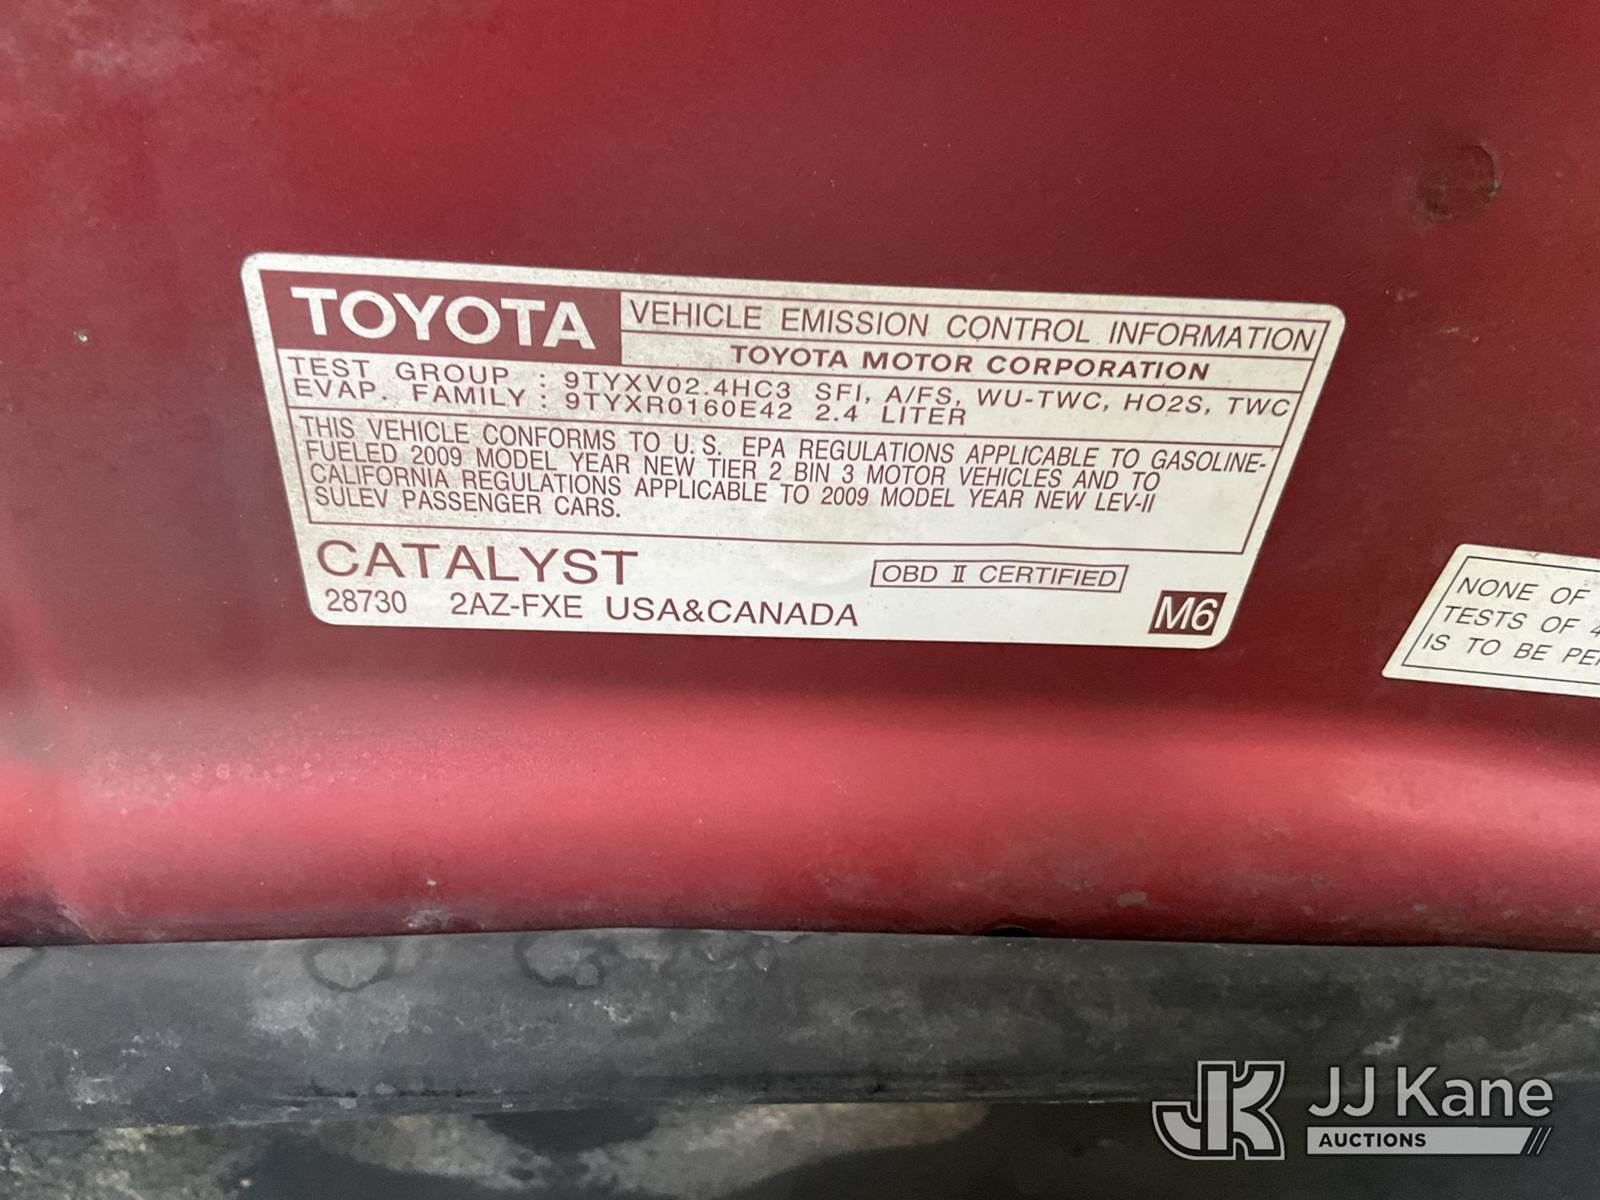 TOYOTA VEHICLE EMISSION CONTROL INFORMATION
TOYOTA MOTOR CORPORATION
TEST GROUP : 9TYXV02.4HC3 SFI, A/FS, WU-TWC, HO2S, TWC
EVAP. FAMILY : 9TYXR0160E42 2.4 LITER
THIS VEHICLE CONFORMS TO U.S. EPA REGULATIONS APPLICABLE TO GASOLINE-
FUELED 2009 MODEL YEAR NEW TIER 2 BIN 3 MOTOR VEHICLES AND TO
CALIFORNIA REGULATIONS APPLICABLE TO 2009 MODEL YEAR NEW LEV-II
SULEV PASSENGER CARS.
CATALYST
OBD II CERTIFIED
28730 2AZ-FXE USA&CANADA
M6
NONE OF
TESTS OF
IS TO BE
JK JJ Kane
AUCTIONS